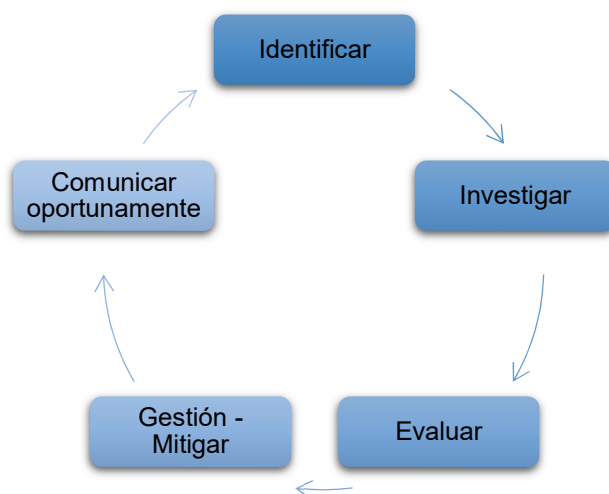 Identificar
Investigar
Evaluar
Gestión -
Mitigar
Comunicar
oportunamente